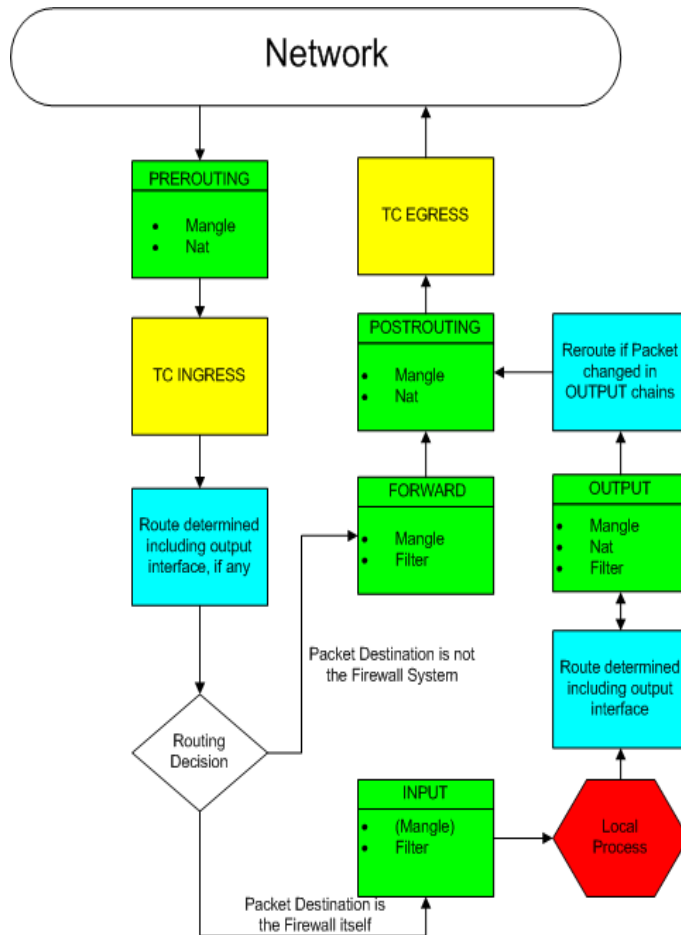 Network
PREROUTING
• Mangle
• Nat
TC INGRESS
Route determined
including output
interface, if any
Routing
Decision
Packet Destination is not
the Firewall System
Packet Destination is
the Firewall itself
TC EGRESS
POSTROUTING
• Mangle
• Nat
FORWARD
• Mangle
• Filter
INPUT
• (Mangle)
• Filter
Reroute if Packet
changed in
OUTPUT chains
OUTPUT
• Mangle
• Nat
• Filter
Route determined
including output
interface
Local
Process